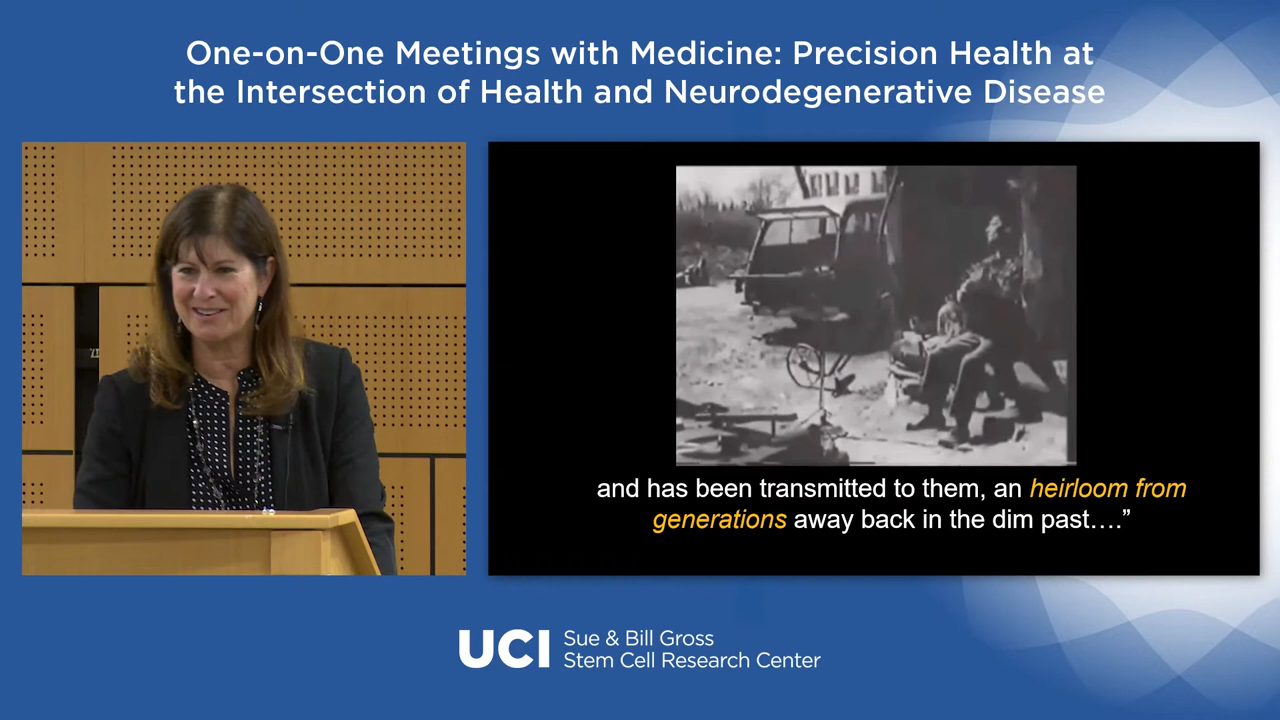 One-on-One Meetings with Medicine: Precision Health at
the Intersection of Health and Neurodegenerative Disease
and has been transmitted to them, an heirloom from
generations away back in the dim past….”
UCI Sue & Bill Gross
Stem Cell Research Center